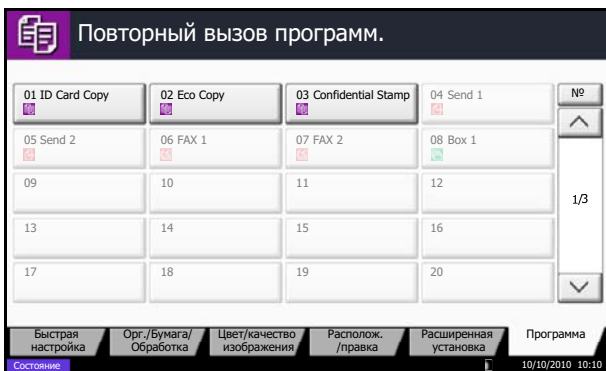 Повторный вызов программ.
01 ID Card Copy
02 Eco Copy
03 Confidential Stamp
04 Send 1
№
05 Send 2
06 FAX 1
07 FAX 2
08 Box 1
09
10
11
12
1/3
13
14
15
16
17
18
19
20
Быстрая
настройка
Орг./Бумага/
Обработка
Цвет/качество
изображения
Располож.
/правка
Расширенная
установка
Программа
Состояние
10/10/2010 10:10